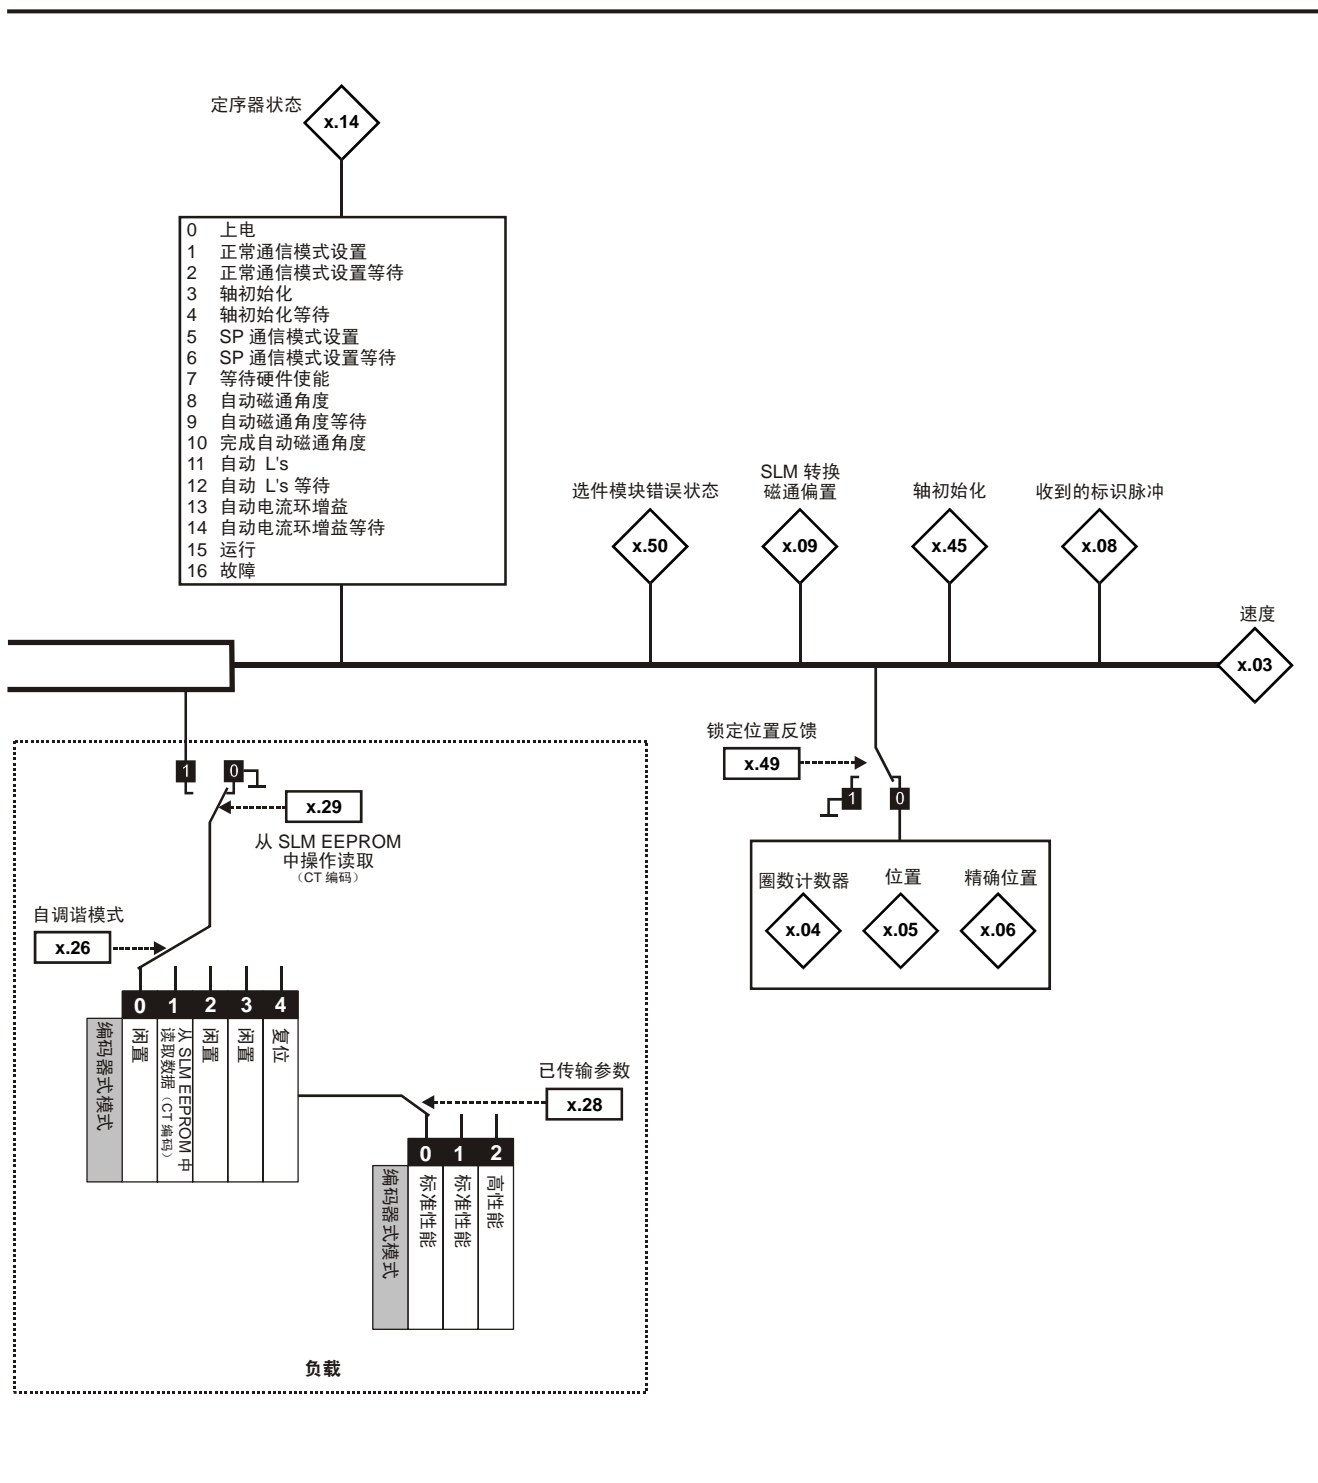 定序器状态
x.14
0 上电
1 正常通信模式设置
2 正常通信模式设置等待
3 轴初始化
4 轴初始化等待
5 SP 通信模式设置
6 SP 通信模式设置等待
7 等待硬件使能
8 自动磁通角度
9 自动磁通角度等待
10 完成自动磁通角度
11 自动 L's
12 自动 L's 等待
13 自动电流环增益
14 自动电流环增益等待
15 运行
16 故障
选件模块错误状态
x.50
SLM 转换
磁通偏置
x.09
轴初始化
x.45
收到的标识脉冲
x.08
速度
x.03
锁定位置反馈
x.49
1 0
圈数计数器
x.04
位置
x.05
精确位置
x.06
1 0
x.29
从 SLM EEPROM
中操作读取
（CT 编码）
自调谐模式
x.26
0 1 2 3 4
编码器式模式
闲置
从 SLM EEPROM 中
读取数据（CT 编码）
闲置
闲置
复位
已传输参数
x.28
0 1 2
编码器式模式
标准性能
标准性能
高性能
负载